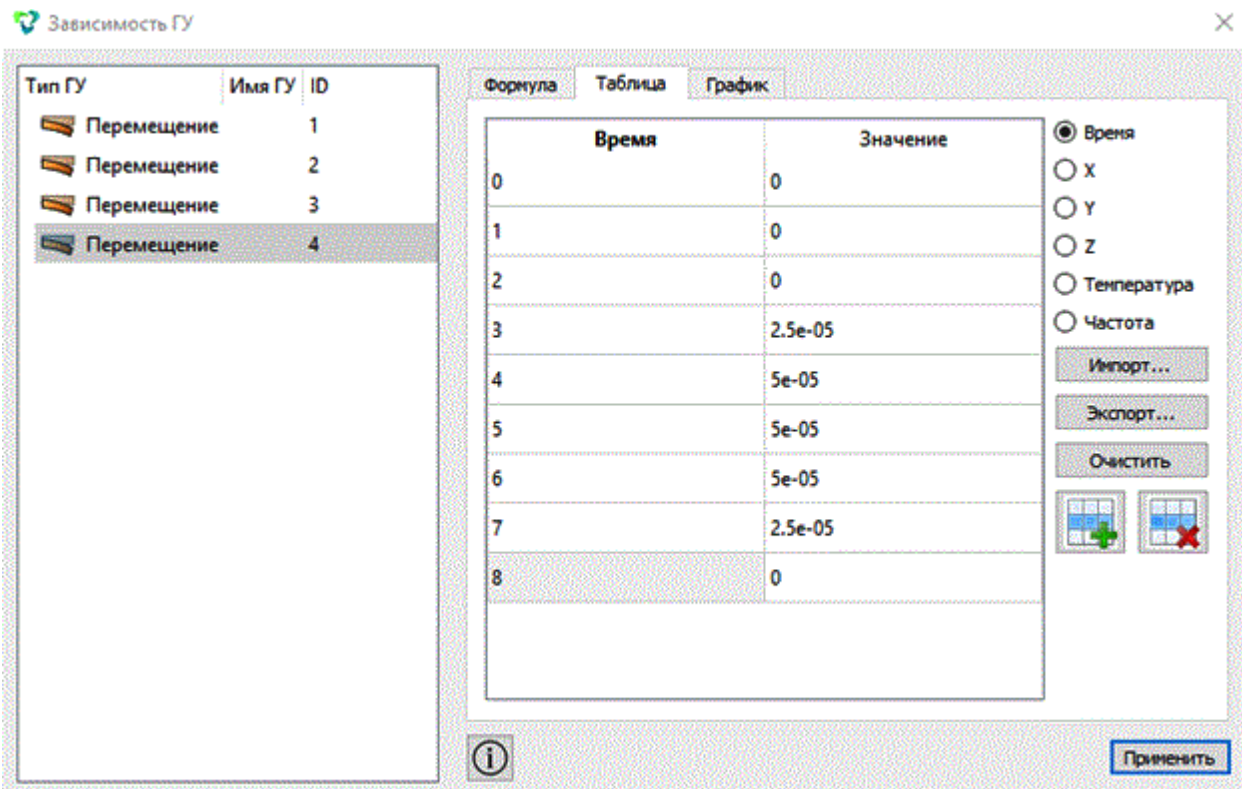 Зависимость ГУ
Тип ГУ Имя ГУ ID
Перемещение 1
Перемещение 2
Перемещение 3
Перемещение 4
Формула Таблица График
Время Значение
0 0
1 0
2 0
3 2.5e-05
4 5e-05
5 5e-05
6 5e-05
7 2.5e-05
8 0
Время
X
Y
Z
Температура
Частота
Импорт...
Экспорт...
Очистить
Применить